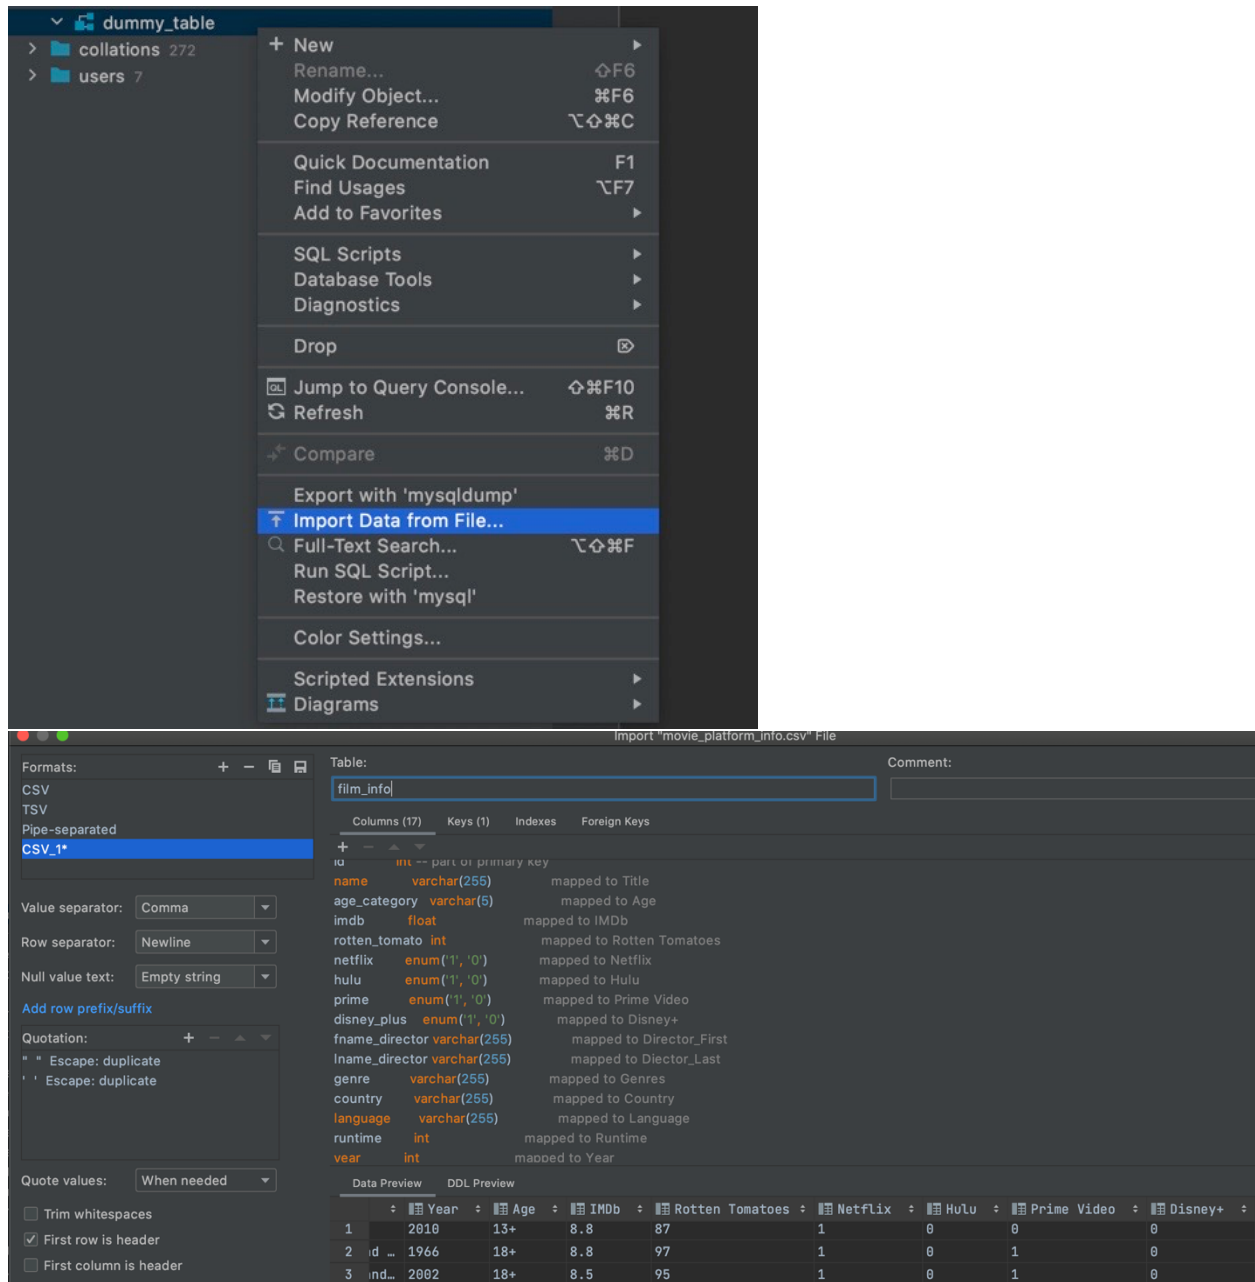 dummy_table
collations 272
users 7
New
Rename... ⇧F6
Modify Object... ⌘F6
Copy Reference ⌥⇧⌘C
Quick Documentation F1
Find Usages ⌥F7
Add to Favorites
SQL Scripts
Database Tools
Diagnostics
Drop ⌦
QL Jump to Query Console... ⇧⌘F10
Refresh ⌘R
Compare ⌘D
Export with 'mysqldump'
Import Data from File...
Full-Text Search... ⌥⇧⌘F
Run SQL Script...
Restore with 'mysql'
Color Settings...
Scripted Extensions
Diagrams
Import "movie_platform_info.csv" File
Formats:
CSV
TSV
Pipe-separated
CSV_1*
Value separator: Comma
Row separator: Newline
Null value text: Empty string
Add row prefix/suffix
Quotation:
" " Escape: duplicate
' ' Escape: duplicate
Quote values: When needed
Trim whitespaces
First row is header
First column is header
Table: Comment:
film_info
Columns (17) Keys (1) Indexes Foreign Keys
id int -- part of primary key
name varchar(255) mapped to Title
age_category varchar(5) mapped to Age
imdb float mapped to IMDb
rotten_tomato int mapped to Rotten Tomatoes
netflix enum('1', '0') mapped to Netflix
hulu enum('1', '0') mapped to Hulu
prime enum('1', '0') mapped to Prime Video
disney_plus enum('1', '0') mapped to Disney+
fname_director varchar(255) mapped to Director_First
lname_director varchar(255) mapped to Diector_Last
genre varchar(255) mapped to Genres
country varchar(255) mapped to Country
language varchar(255) mapped to Language
runtime int mapped to Runtime
year int mapped to Year
Data Preview DDL Preview
Year Age IMDb Rotten Tomatoes Netflix Hulu Prime Video Disney+
1 2010 13+ 8.8 87 1 0 0 0
2 nd ... 1966 18+ 8.8 97 1 0 1 0
3 and... 2002 18+ 8.5 95 1 0 1 0